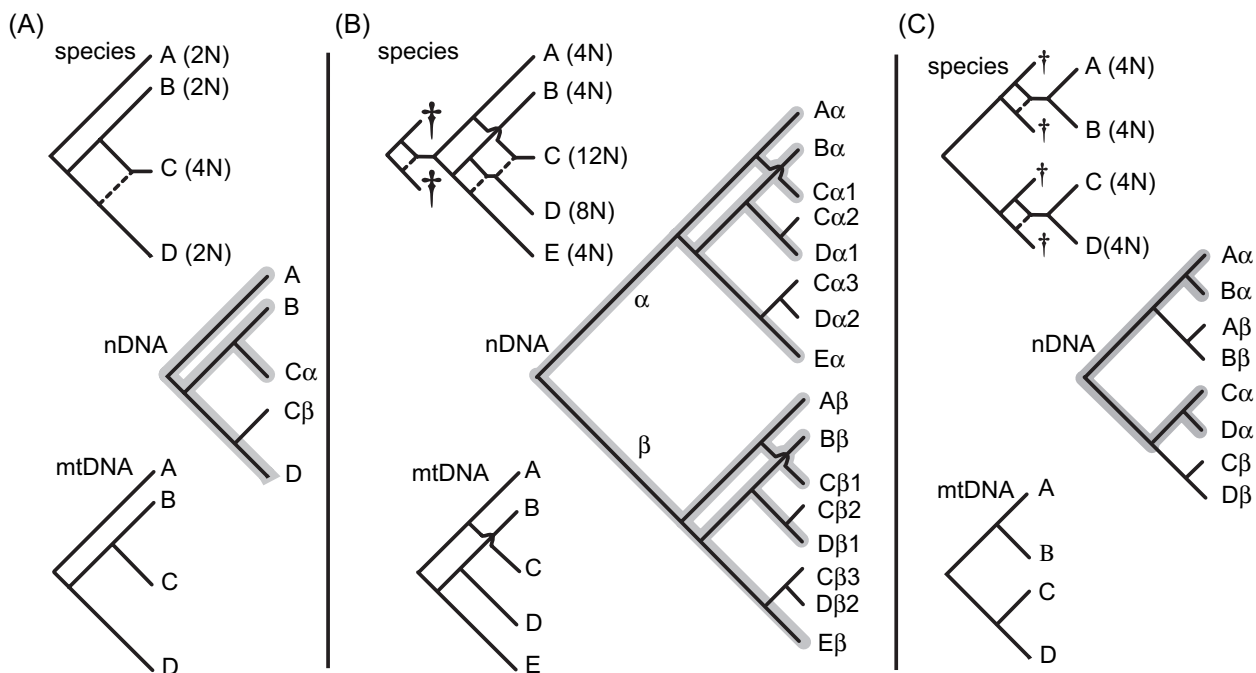 (A)
species
A (2N)
B (2N)
C (4N)
D (2N)
nDNA
A
B
Cα
Cβ
D
mtDNA
A
B
C
D
(B)
species
A (4N)
B (4N)
C (12N)
D (8N)
E (4N)
†
†
nDNA
α
β
Aα
Bα
Cα1
Cα2
Dα1
Cα3
Dα2
Eα
Aβ
Bβ
Cβ1
Cβ2
Dβ1
Cβ3
Dβ2
Eβ
mtDNA
A
B
C
D
E
(C)
species
†
†
†
†
A (4N)
B (4N)
C (4N)
D(4N)
nDNA
Aα
Bα
Aβ
Bβ
Cα
Dα
Cβ
Dβ
mtDNA
A
B
C
D